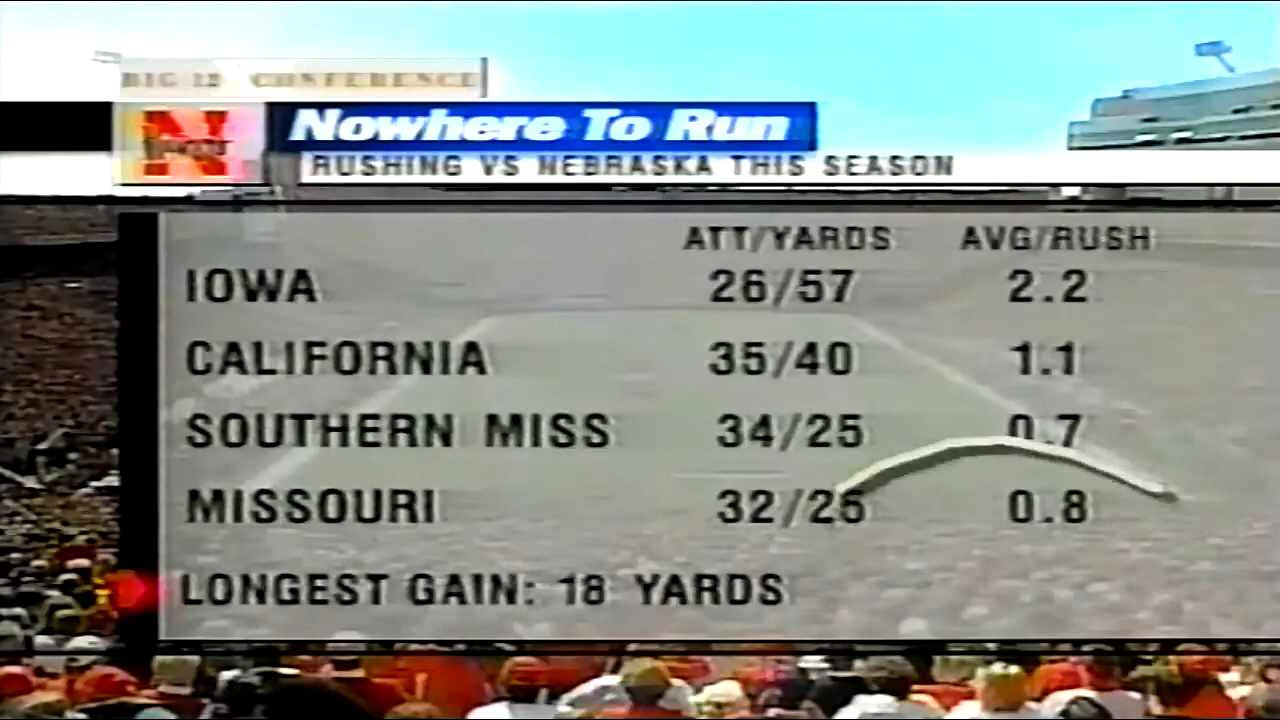 BIG 12 CONFERENCE
N
Nowhere To Run
RUSHING VS NEBRASKA THIS SEASON
ATT/YARDS AVG/RUSH
IOWA 26/57 2.2
CALIFORNIA 35/40 1.1
SOUTHERN MISS 34/25 0.7
MISSOURI 32/25 0.8
LONGEST GAIN: 18 YARDS